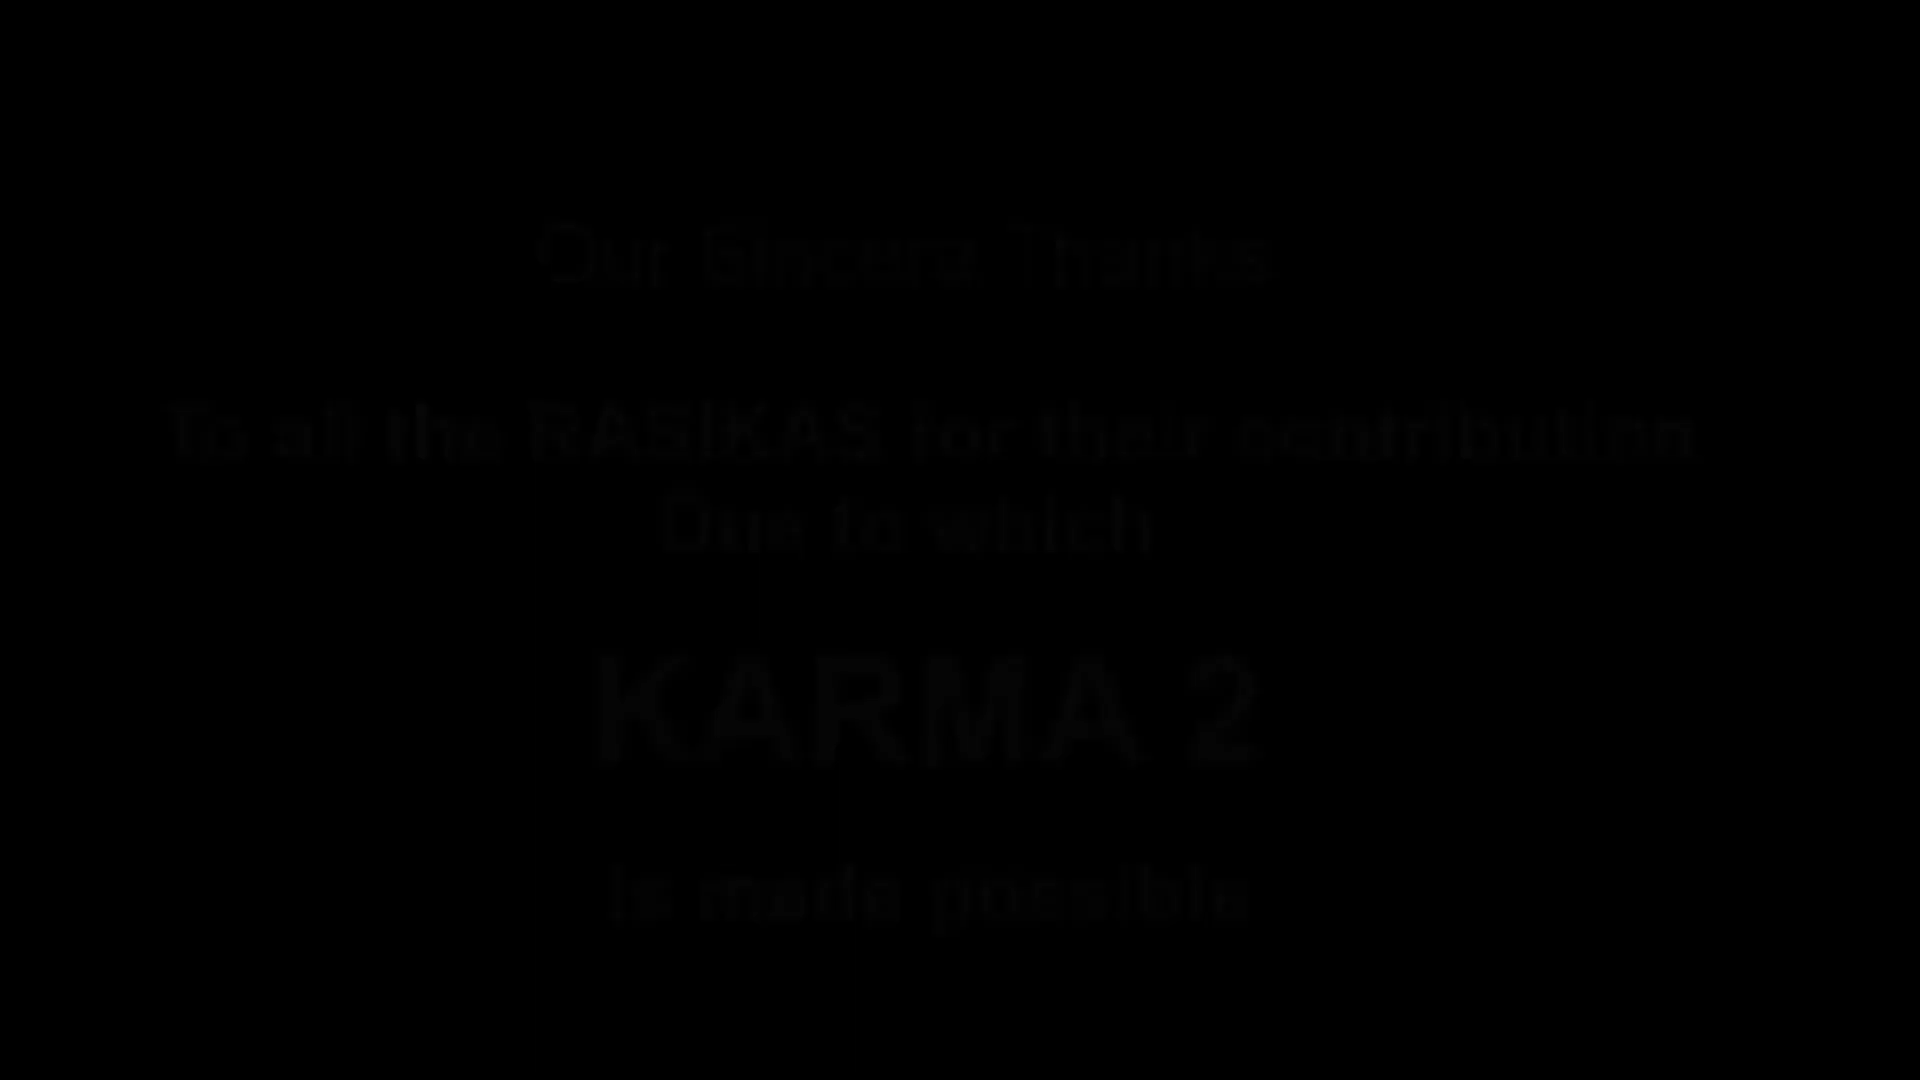 Our Sincere Thanks
To all the RASIKAS for their contribution
Due to which
KARMA 2
is made possible